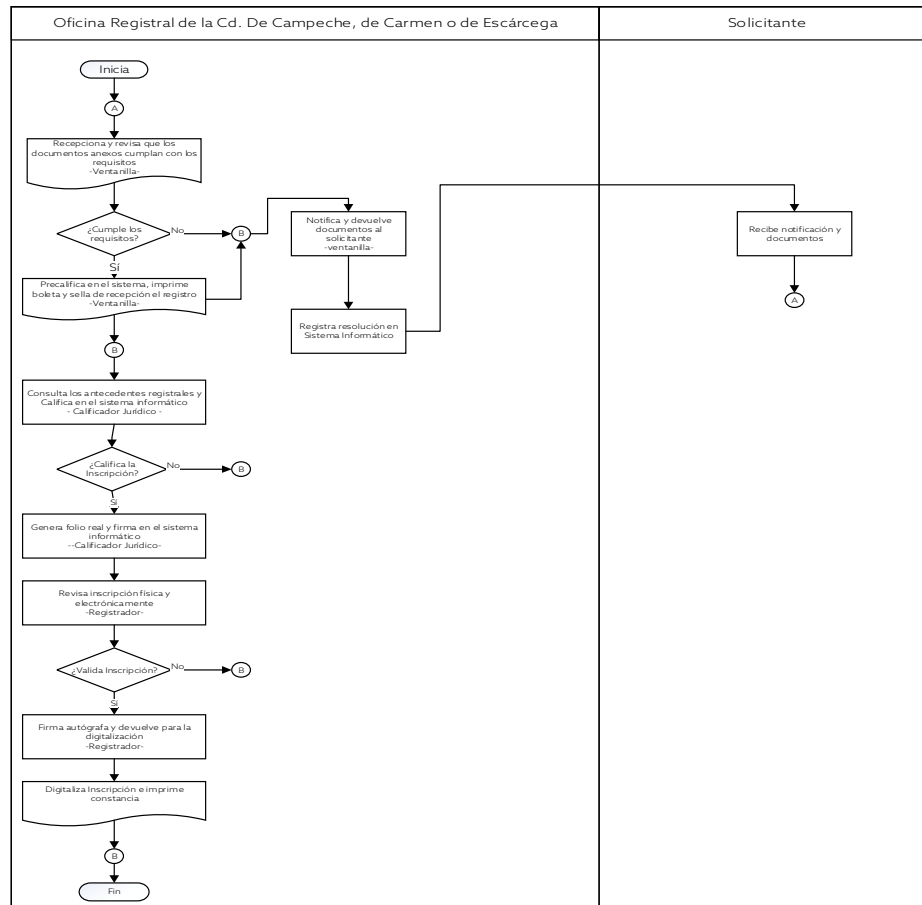 Oficina Registral de la Cd. De Campeche, de Carmen o de Escárcega
Solicitante
Inicia
A
Recepciona y revisa que los
documentos anexos cumplan con los
requisitos
-Ventanilla-
¿Cumple los
requisitos?
No
B
Notifica y devuelve
documentos al
solicitante
-ventanilla-
Recibe notificación y
documentos
Sí
Precalifica en el sistema, imprime
boleta y sella de recepción el registro
-Ventanilla-
Registra resolución en
Sistema Informático
A
B
Consulta los antecedentes registrales y
Califica en el sistema informático
- Calificador Jurídico -
¿Califica la
Inscripción?
No
B
Sí
Genera folio real y firma en el sistema
informático
--Calificador Jurídico-
Revisa inscripción física y
electrónicamente
-Registrador-
¿Valida Inscripción?
No
B
Sí
Firma autógrafa y devuelve para la
digitalización
-Registrador-
Digitaliza Inscripción e imprime
constancia
B
Fin